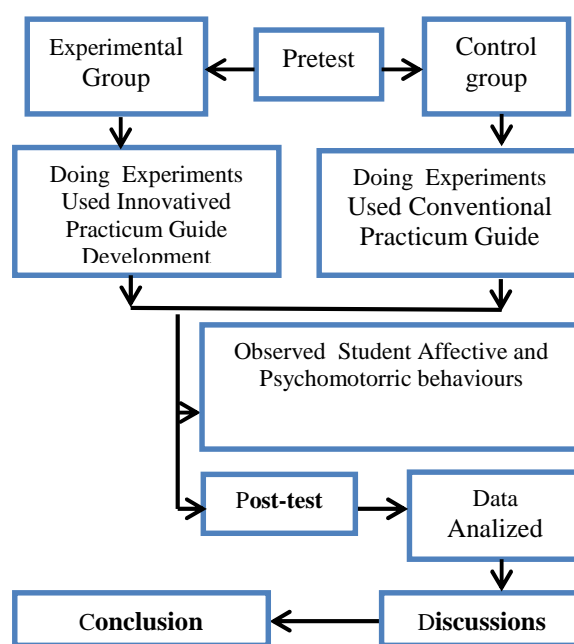 Experimental
Group
Pretest
Control
group
Doing Experiments
Used Innovatived
Practicum Guide
Development
Doing Experiments
Used Conventional
Practicum Guide
Observed Student Affective and
Psychomotorric behaviours
Post-test
Data
Analized
Conclusion
Discussions